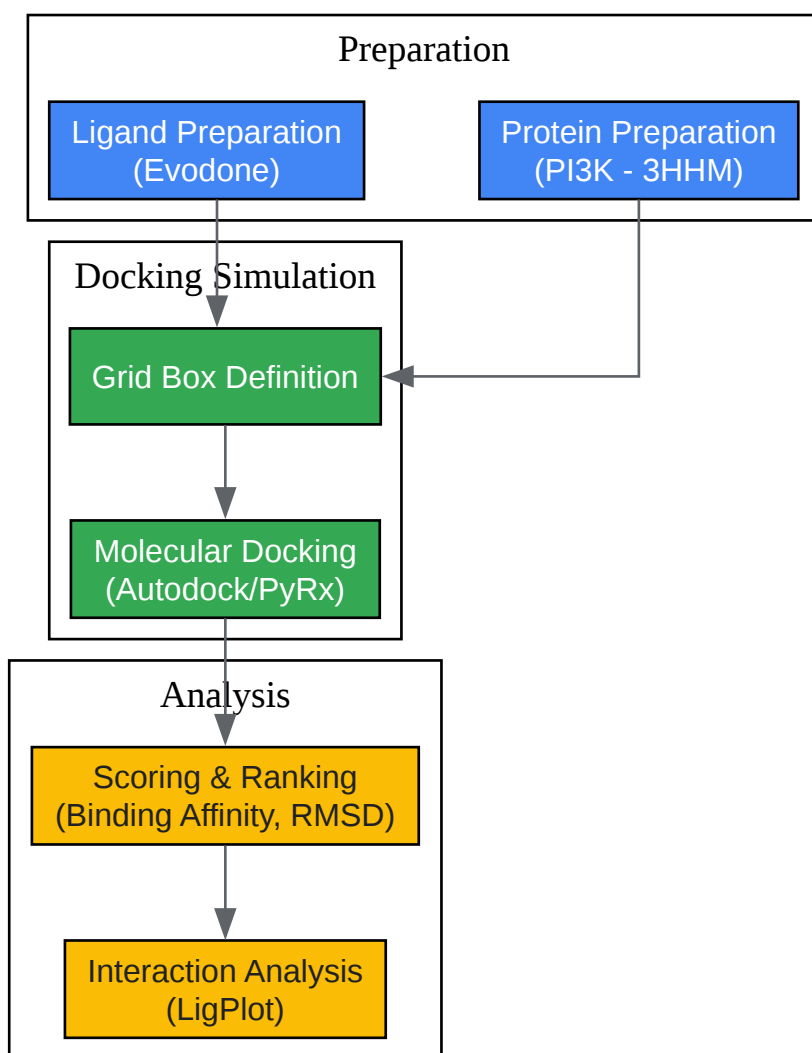 Preparation
Ligand Preparation
(Evodone)
Protein Preparation
(PI3K - 3HHM)
Docking Simulation
Grid Box Definition
Molecular Docking
(Autodock/PyRx)
Analysis
Scoring & Ranking
(Binding Affinity, RMSD)
Interaction Analysis
(LigPlot)